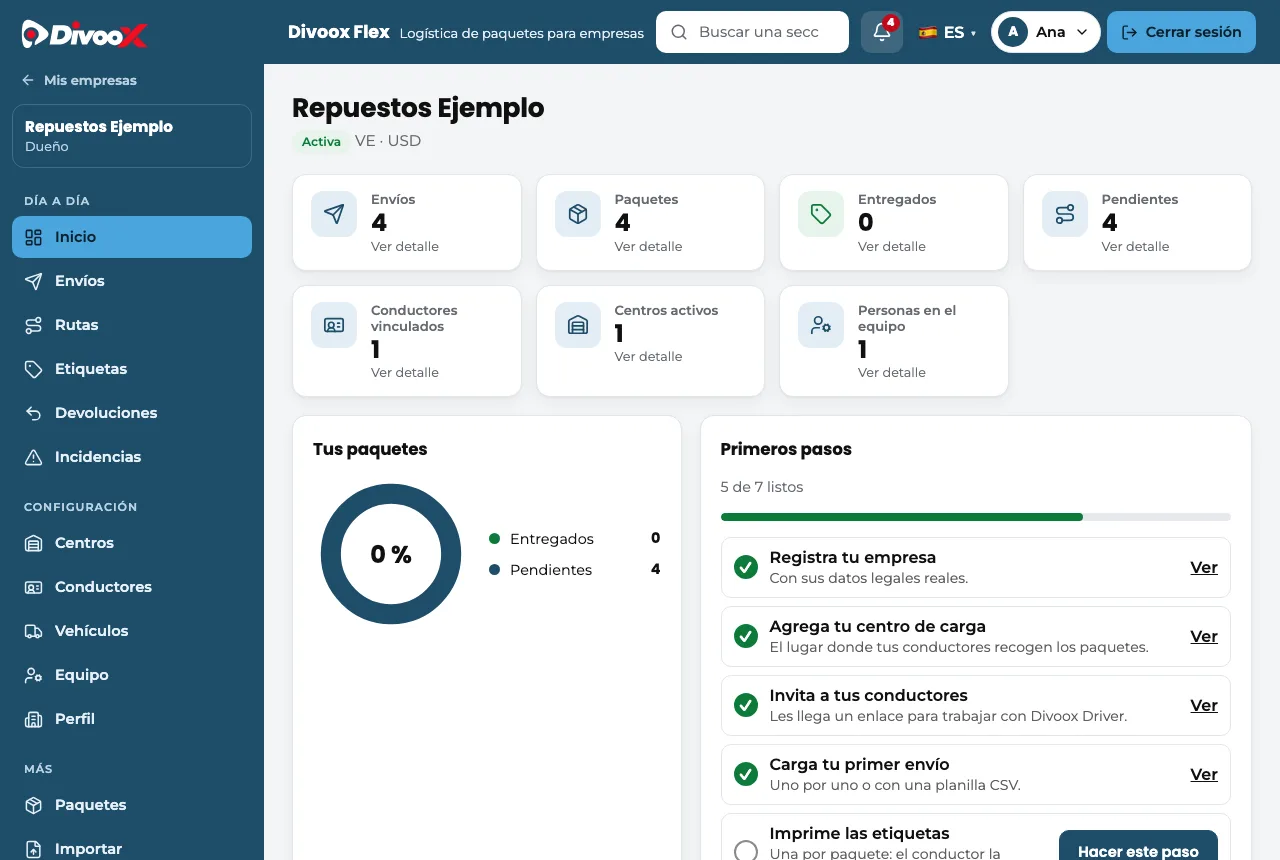 DivooX
Divoox Flex
Logística de paquetes para empresas
Buscar una secc
4
ES
A
Ana
Cerrar sesión
Mis empresas
Repuestos Ejemplo
Dueño
DÍA A DÍA
Inicio
Envíos
Rutas
Etiquetas
Devoluciones
Incidencias
CONFIGURACIÓN
Centros
Conductores
Vehículos
Equipo
Perfil
MÁS
Paquetes
Importar
Repuestos Ejemplo
Activa
VE · USD
Envíos
4
Ver detalle
Paquetes
4
Ver detalle
Entregados
0
Ver detalle
Pendientes
4
Ver detalle
Conductores
vinculados
1
Ver detalle
Centros activos
1
Ver detalle
Personas en el
equipo
1
Ver detalle
Tus paquetes
0 %
Entregados 0
Pendientes 4
Primeros pasos
5 de 7 listos
Registra tu empresa
Con sus datos legales reales.
Ver
Agrega tu centro de carga
El lugar donde tus conductores recogen los paquetes.
Ver
Invita a tus conductores
Les llega un enlace para trabajar con Divoox Driver.
Ver
Carga tu primer envío
Uno por uno o con una planilla CSV.
Ver
Imprime las etiquetas
Una por paquete: el conductor la
Hacer este paso